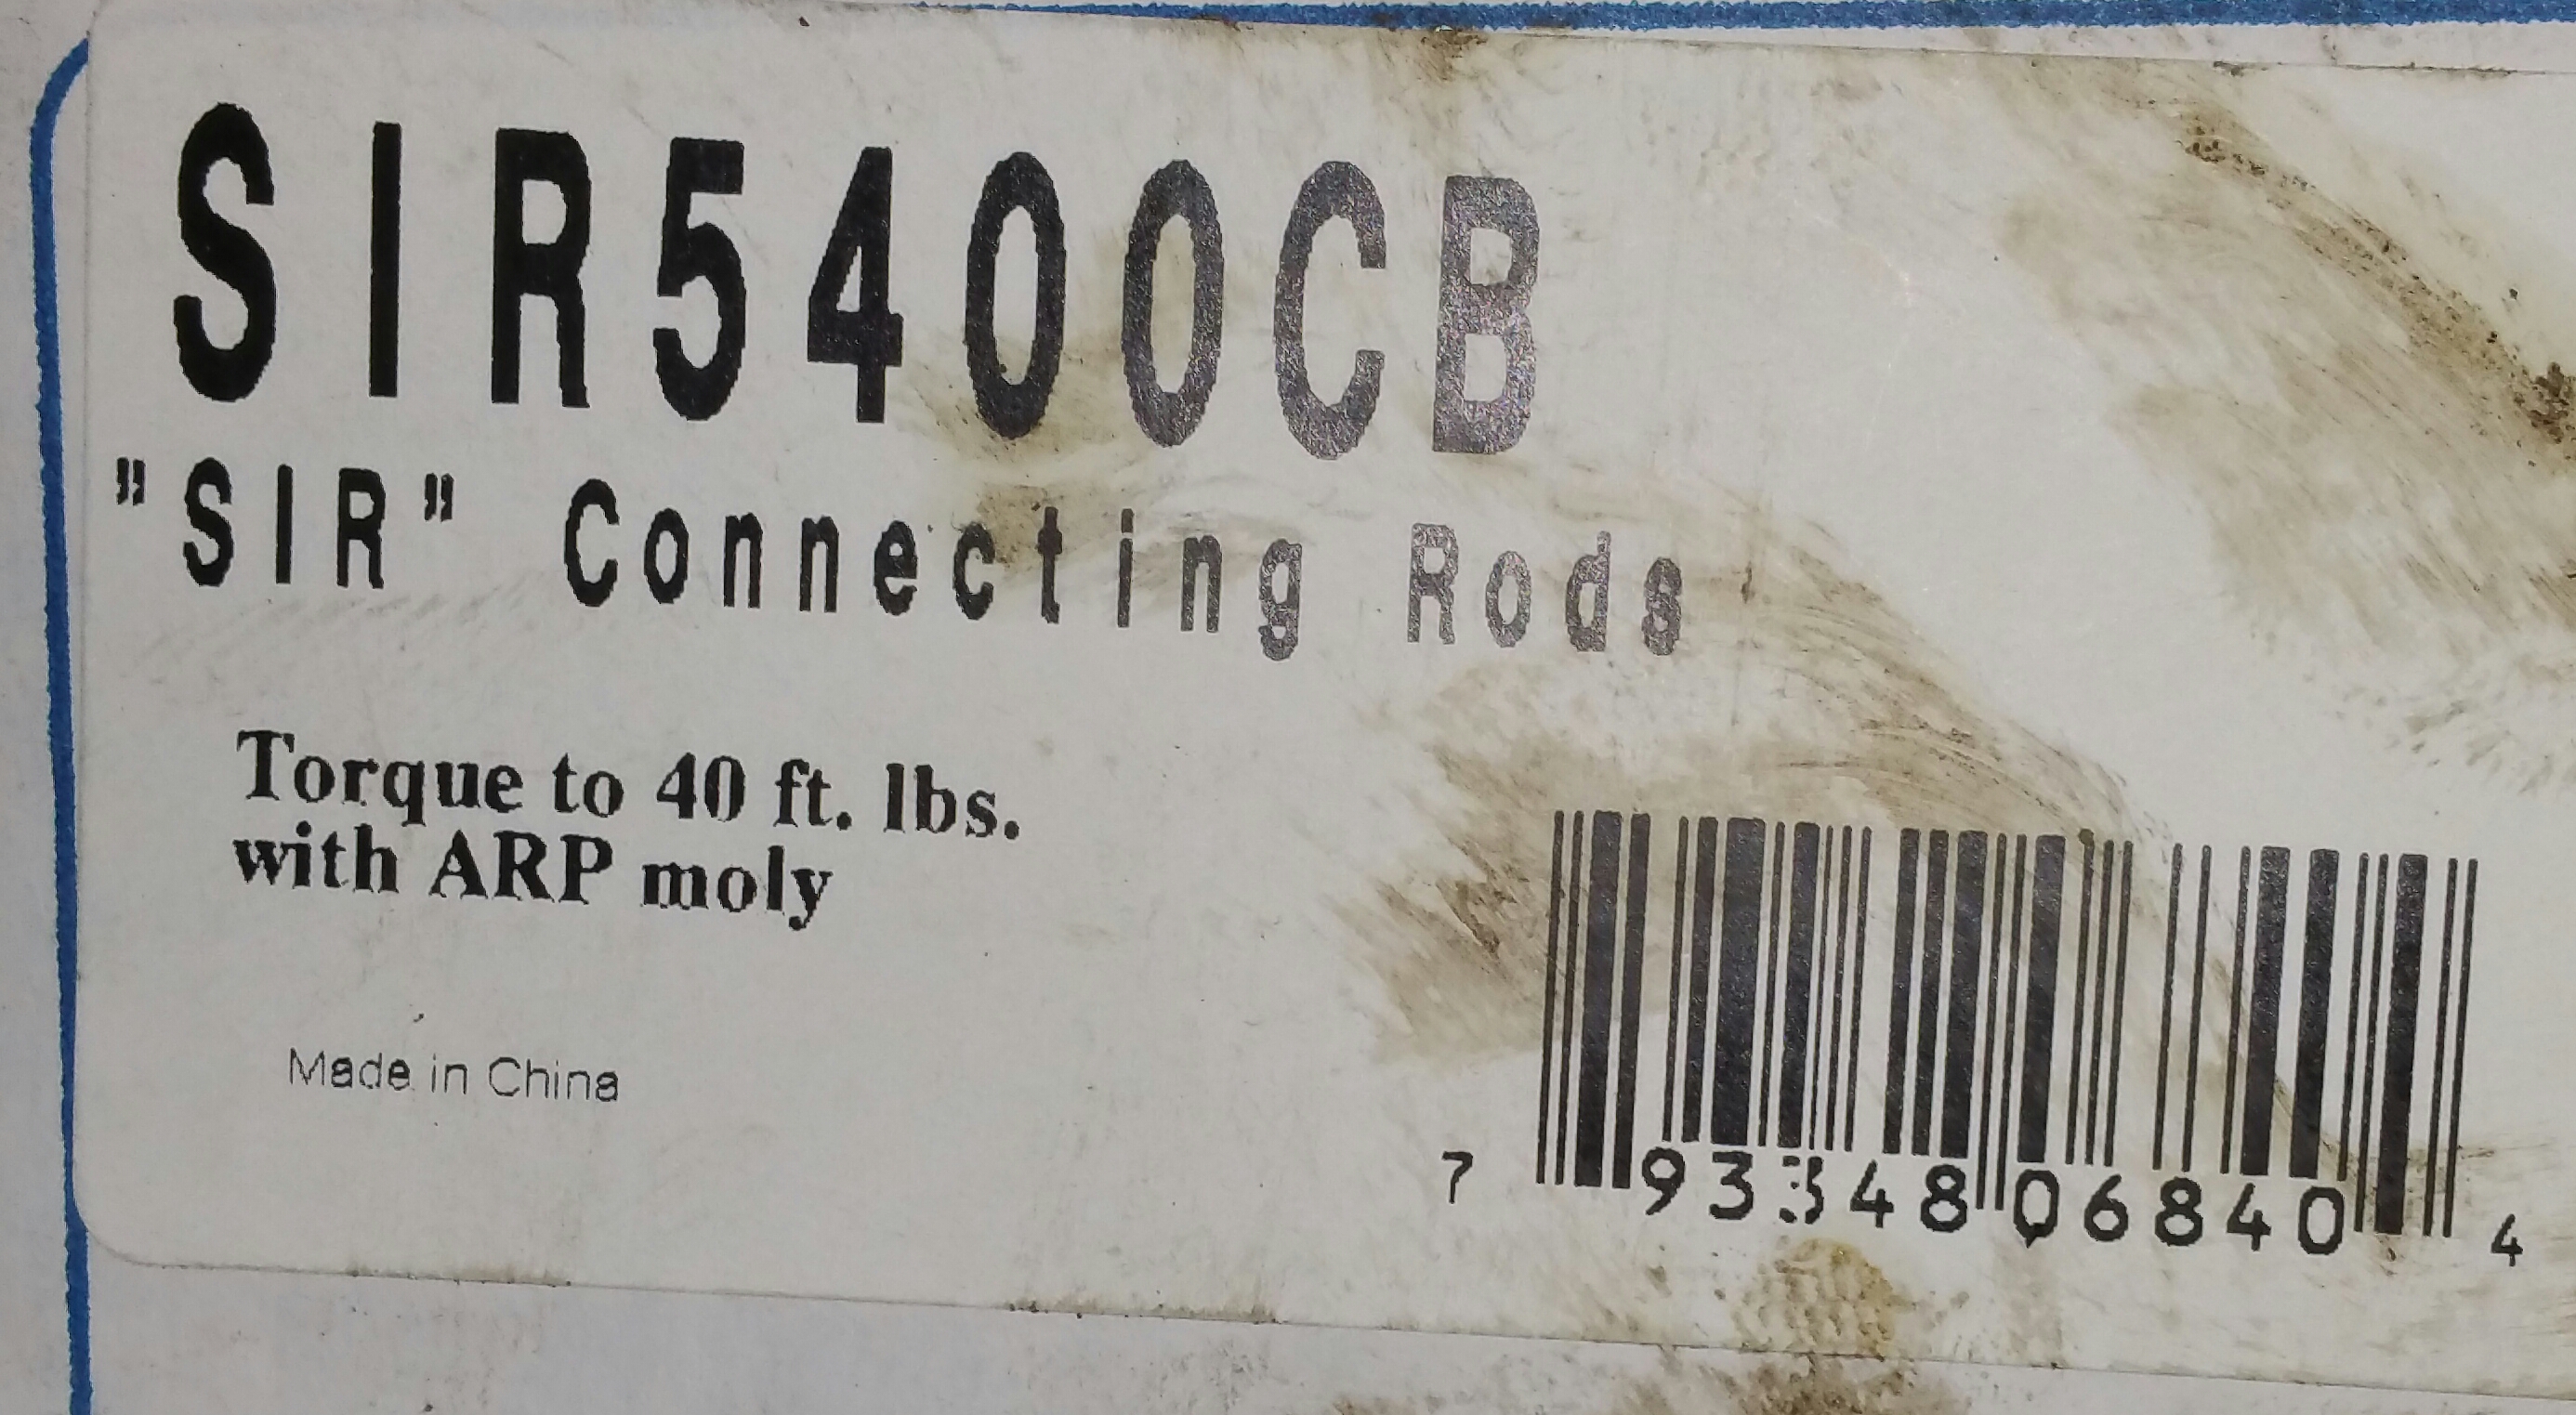 SIR5400CB
"SIR" Connecting Rods
Torque to 40 ft. lbs.
with ARP moly
Made in China
7 93348 06840 4